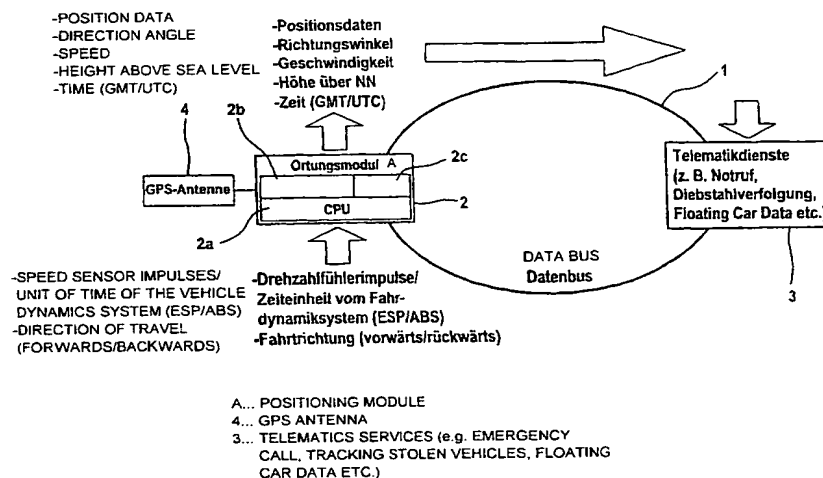 -POSITION DATA
-DIRECTION ANGLE
-SPEED
-HEIGHT ABOVE SEA LEVEL
-TIME (GMT/UTC)
-Positionsdaten
-Richtungswinkel
-Geschwindigkeit
-Höhe über NN
-Zeit (GMT/UTC)
1
4
2b
2c
Ortungsmodul A
GPS-Antenne
CPU
2
2a
Telematikdienste
(z. B. Notruf,
Diebstahlverfolgung,
Floating Car Data etc.)
3
DATA BUS
Datenbus
-SPEED SENSOR IMPULSES/
UNIT OF TIME OF THE VEHICLE
DYNAMICS SYSTEM (ESP/ABS)
-DIRECTION OF TRAVEL
(FORWARDS/BACKWARDS)
-Drehzahlfühlerimpulse/
Zeiteinheit vom Fahr-
dynamiksystem (ESP/ABS)
-Fahrtrichtung (vorwärts/rückwärts)
A... POSITIONING MODULE
4... GPS ANTENNA
3... TELEMATICS SERVICES (e.g. EMERGENCY
CALL, TRACKING STOLEN VEHICLES, FLOATING
CAR DATA ETC.)